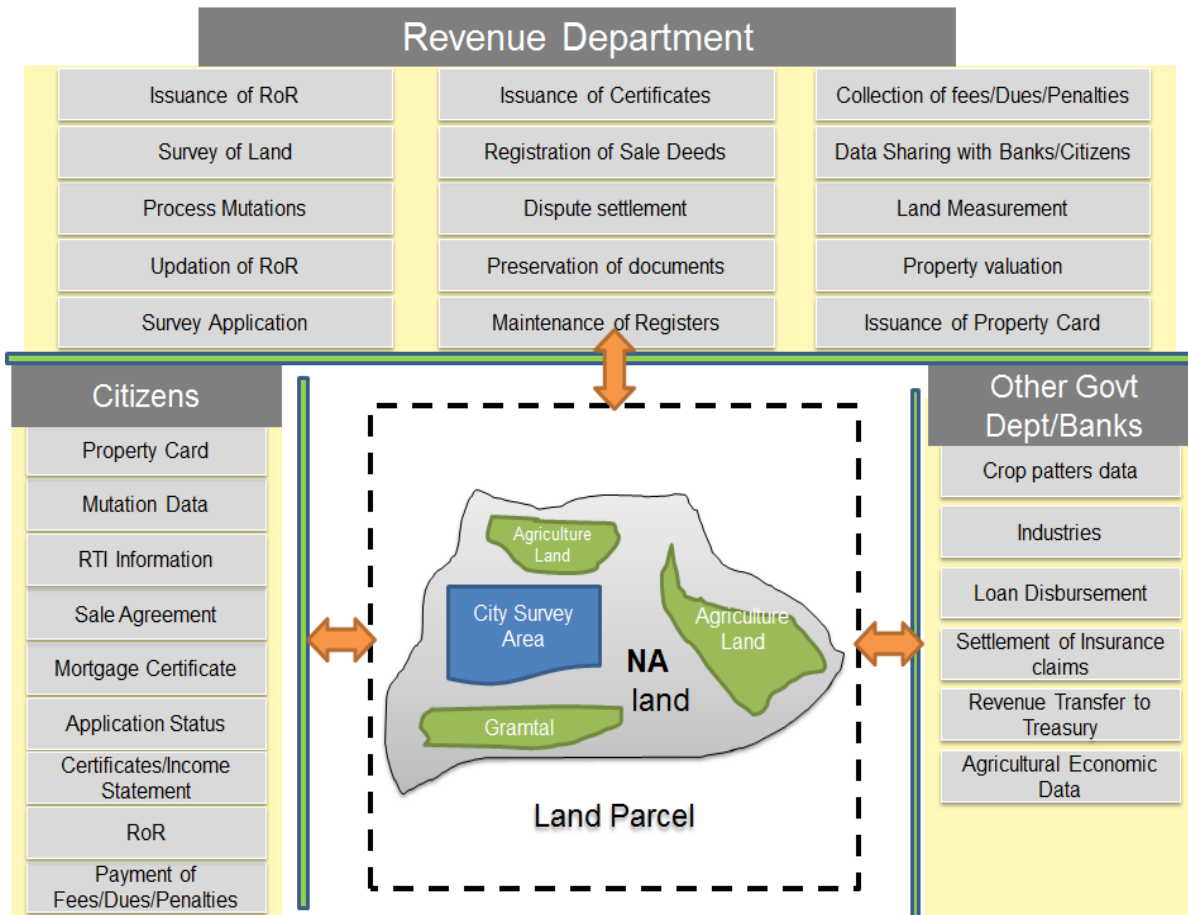 Revenue Department
Issuance of RoR
Issuance of Certificates
Collection of fees/Dues/Penalties
Survey of Land
Registration of Sale Deeds
Data Sharing with Banks/Citizens
Process Mutations
Dispute settlement
Land Measurement
Updation of RoR
Preservation of documents
Property valuation
Survey Application
Maintenance of Registers
Issuance of Property Card
Citizens
Property Card
Mutation Data
RTI Information
Sale Agreement
Mortgage Certificate
Application Status
Certificates/Income
Statement
RoR
Payment of
Fees/Dues/Penalties
Agriculture
Land
City Survey
Area
Agriculture
Land
NA
land
Gramtal
Land Parcel
Other Govt
Dept/Banks
Crop patters data
Industries
Loan Disbursement
Settlement of Insurance
claims
Revenue Transfer to
Treasury
Agricultural Economic
Data